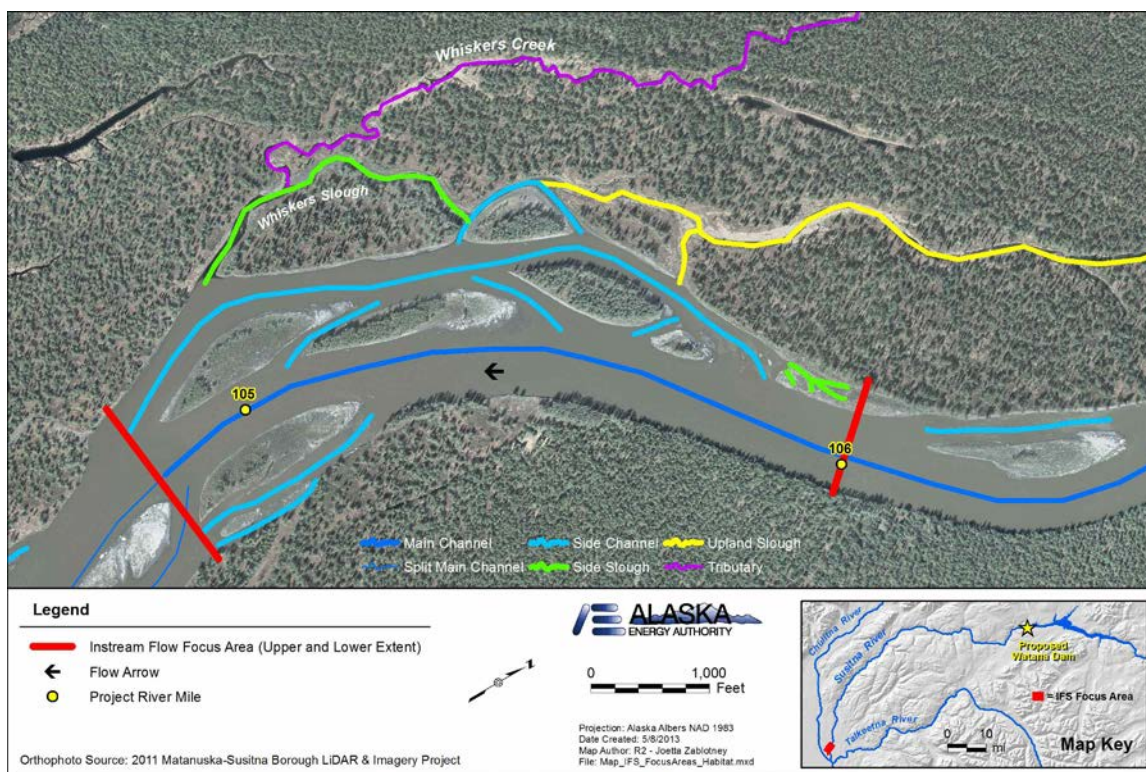 Whiskers Creek
Whiskers Slough
105
106
Main Channel
Side Channel
Upland Slough
Split Main Channel
Side Slough
Tributary
Legend
Instream Flow Focus Area (Upper and Lower Extent)
Flow Arrow
Project River Mile
Orthophoto Source: 2011 Matanuska-Susitna Borough LiDAR & Imagery Project
N
ALASKA
ENERGY AUTHORITY
0 1,000
Feet
Projection: Alaska Albers NAD 1983
Date Created: 5/8/2013
Map Author: R2 - Joetta Zablotney
File: Map_IFS_FocusAreas_Habitat.mxd
Chulitna River
Susitna River
Proposed
Watana Dam
= IFS Focus Area
Talkeetna River
0 10
mi
Map Key